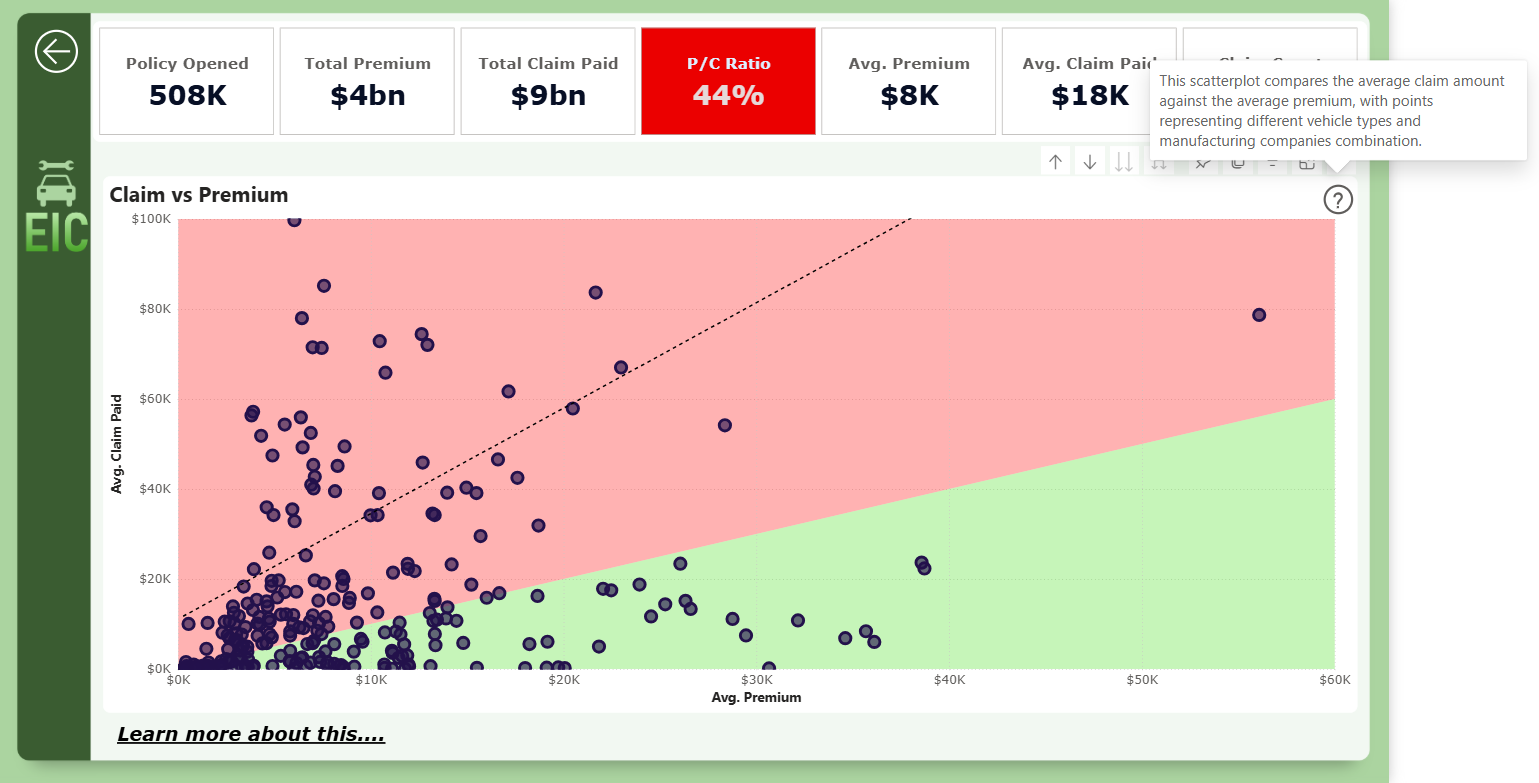 Policy Opened
508K
Total Premium
$4bn
Total Claim Paid
$9bn
P/C Ratio
44%
Avg. Premium
$8K
Avg. Claim Paid
$18K
This scatterplot compares the average claim amount
against the average premium, with points
representing different vehicle types and
manufacturing companies combination.
EIC
Claim vs Premium
?
Avg. Claim Paid
$100K
$80K
$60K
$40K
$20K
$0K
$0K
$10K
$20K
$30K
$40K
$50K
$60K
Avg. Premium
Learn more about this....